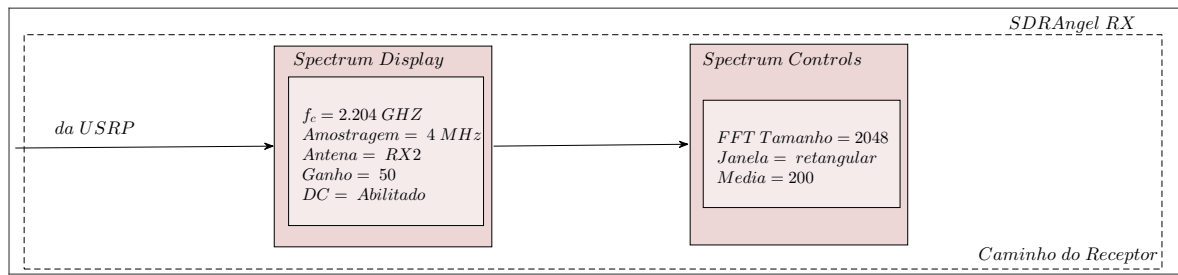 SDRAngel RX
da USRP
Spectrum Display
f_c = 2.204 GHZ
Amostragem = 4 MHz
Antena = RX2
Ganho = 50
DC = Abilitado
Spectrum Controls
FFT Tamanho = 2048
Janela = retangular
Media = 200
Caminho do Receptor